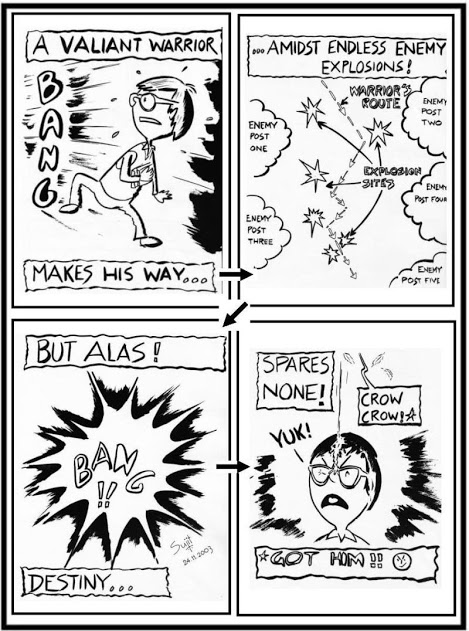 A VALIANT WARRIOR
BANG
MAKES HIS WAY...
...AMIDST ENDLESS ENEMY
EXPLOSIONS!
WARRIOR'S
ROUTE
ENEMY
POST
ONE
ENEMY
POST
TWO
EXPLOSION
SITES
ENEMY
POST FOUR
ENEMY
POST
THREE
ENEMY
POST FIVE
BUT ALAS!
BANG
!!
Sujit
24.11.2003
DESTINY...
SPARES
NONE!
CROW
CROW!☆
YUK!
☆GOT HIM!!